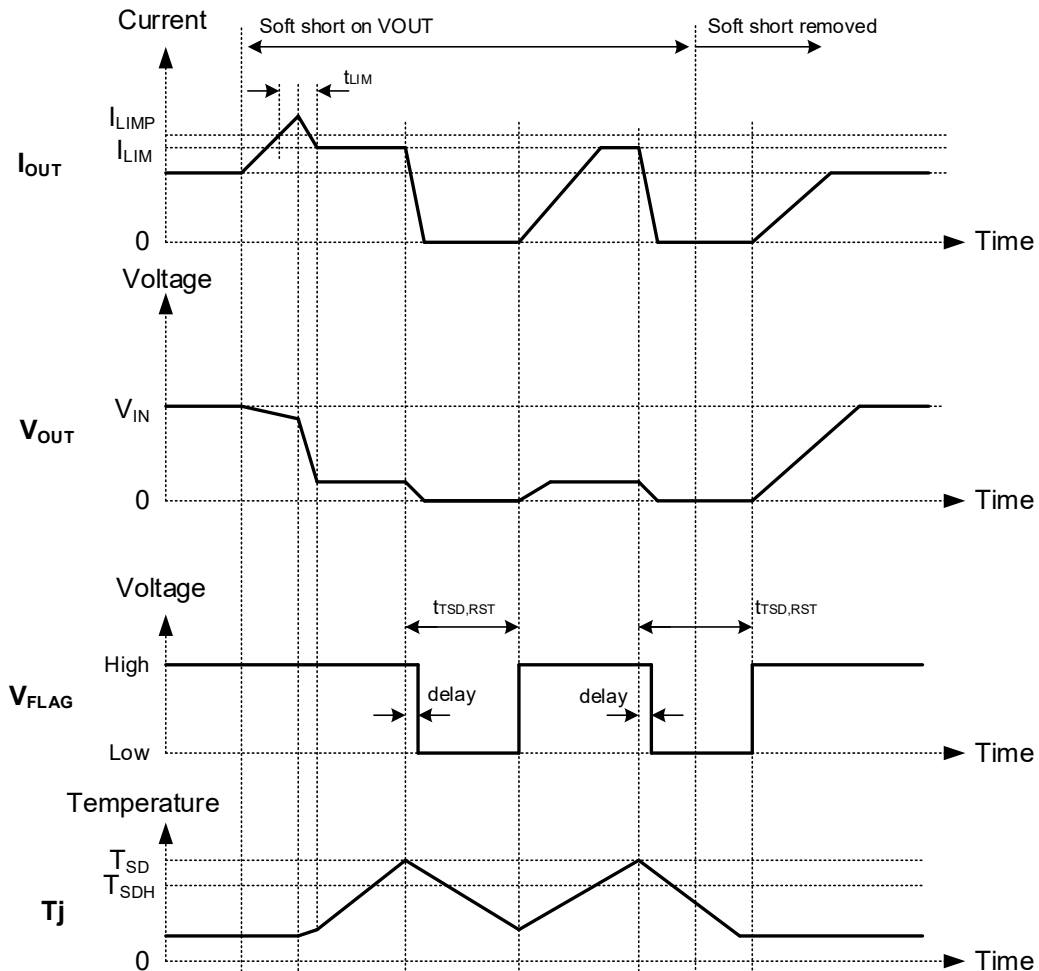 Current
Soft short on VOUT
Soft short removed
tLIM
ILIMP
ILIM
IOUT
0
Time
Voltage
VIN
VOUT
0
Time
Voltage
tTSD,RST
tTSD,RST
High
delay
delay
VFLAG
Low
Time
Temperature
TSD
TSDH
Tj
0
Time